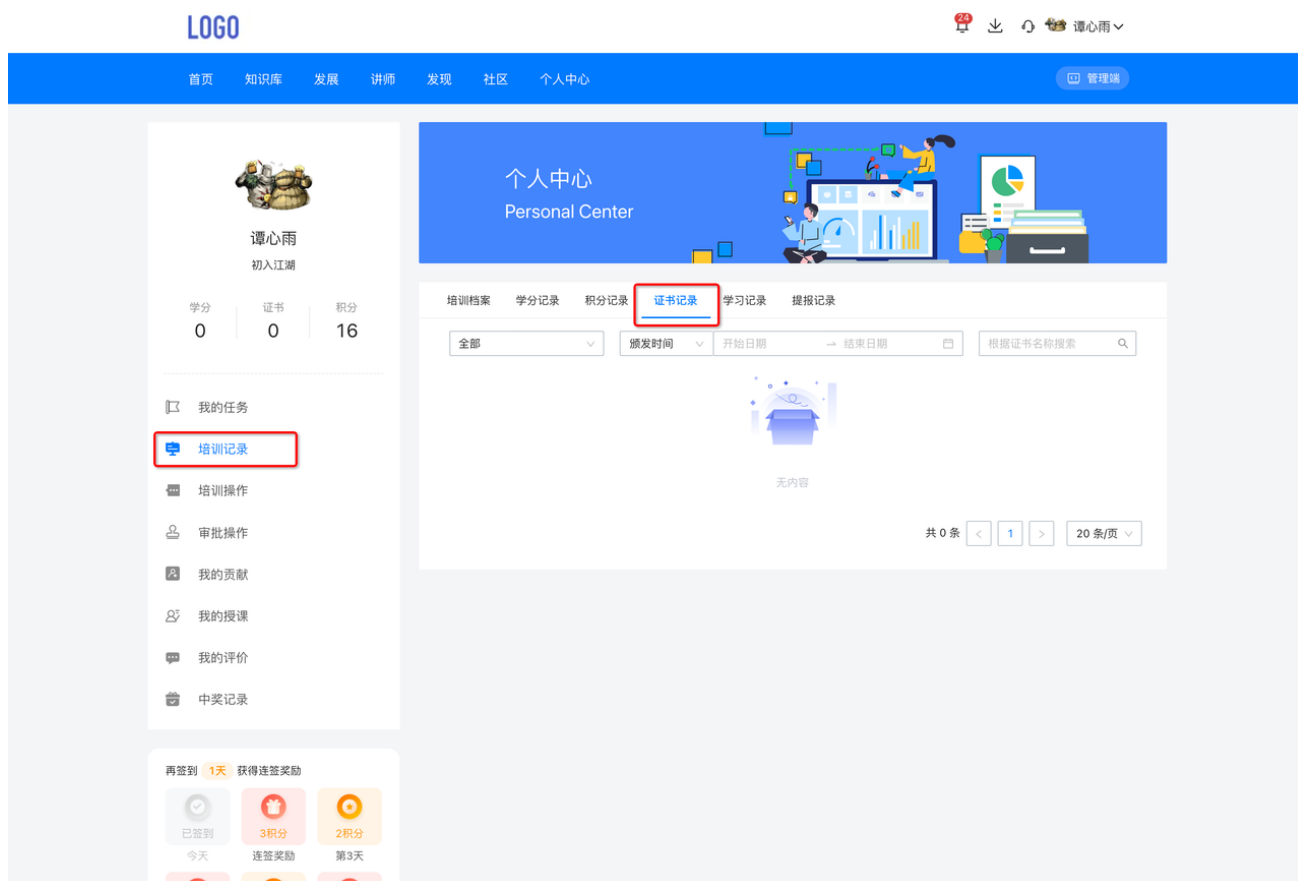 LOGO
24
谭心雨
首页 知识库 发展 讲师 发现 社区 个人中心 管理端
谭心雨
初入江湖
学分 证书 积分
0 0 16
我的任务
培训记录
培训操作
审批操作
我的贡献
我的授课
我的评价
中奖记录
再签到 1天 获得连签奖励
已签到 3积分 2积分
今天 连签奖励 第3天
个人中心
Personal Center
培训档案 学分记录 积分记录 证书记录 学习记录 提报记录
全部 颁发时间 开始日期 → 结束日期 根据证书名称搜索
无内容
共 0 条 < 1 > 20 条/页